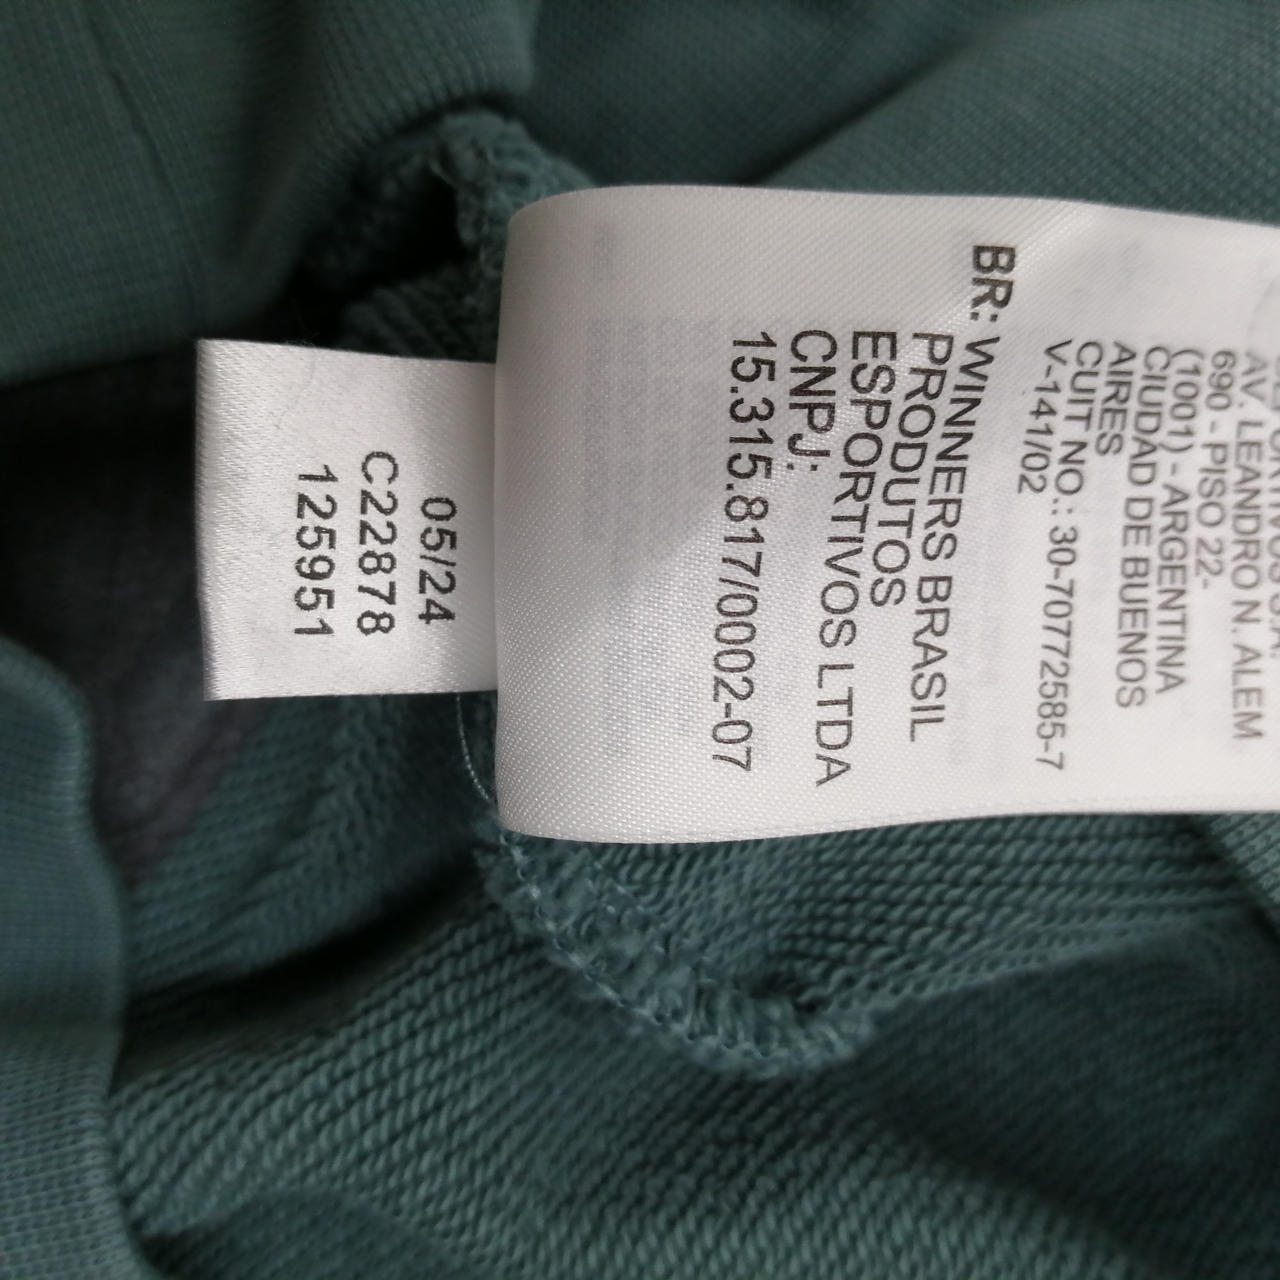 AV. LEANDRO N. ALEM
690 - PISO 22-
(1001) - ARGENTINA
CIUDAD DE BUENOS
AIRES
CUIT NO.: 30-70772585-7
V-141/02
BR: WINNERS BRASIL
PRODUTOS
ESPORTIVOS LTDA
CNPJ:
15.315.817/0002-07
05/24
C22878
125951